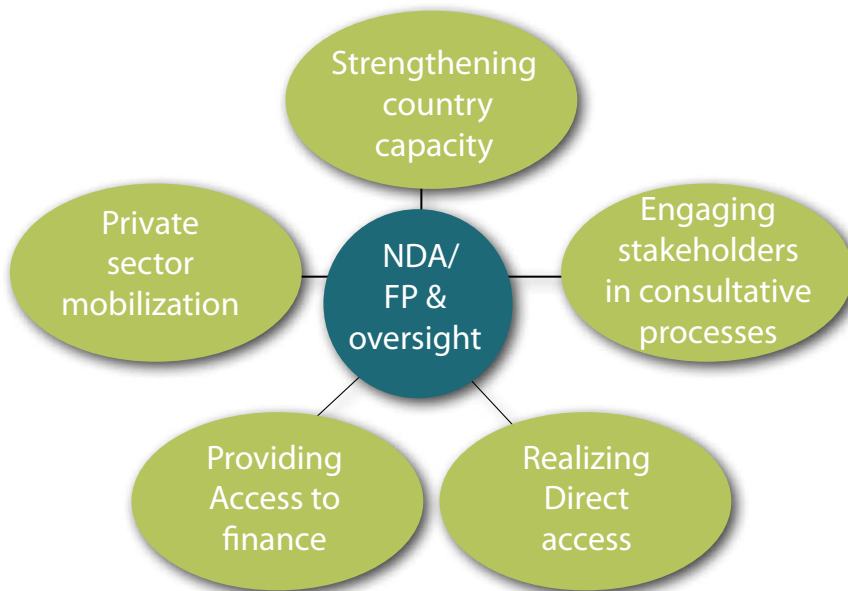 Strengthening
country
capacity
Private
sector
mobilization
NDA/
FP &
oversight
Engaging
stakeholders
in consultative
processes
Providing
Access to
finance
Realizing
Direct
access